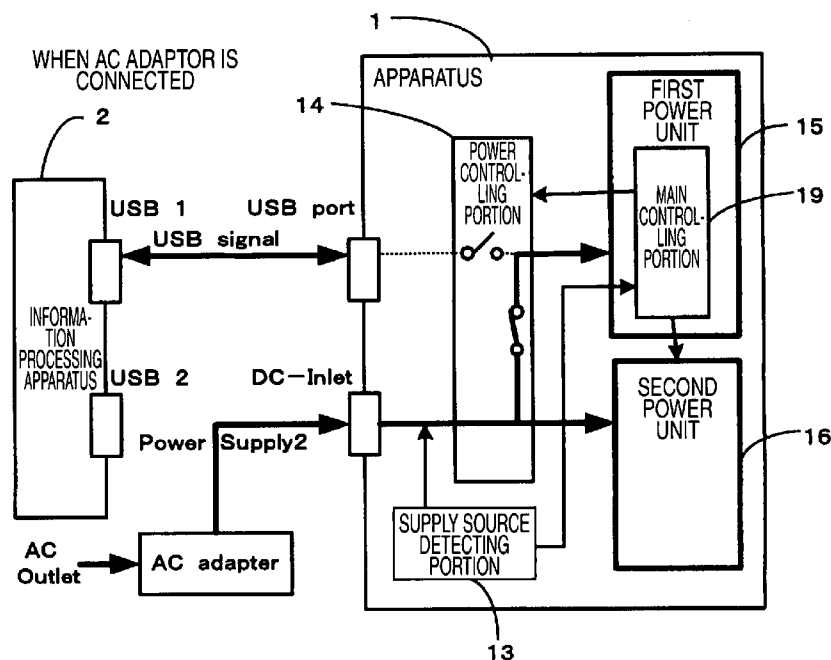 1
WHEN AC ADAPTOR IS
CONNECTED
2
APPARATUS
14
FIRST
POWER
UNIT
15
POWER
CONTROL-
LING
PORTION
MAIN
CONTROL-
LING
PORTION
19
USB 1
USB port
USB signal
INFORMA-
TION
PROCESSING
APPARATUS
USB 2
DC-Inlet
SECOND
POWER
UNIT
16
Power Supply2
AC
Outlet
AC adapter
SUPPLY SOURCE
DETECTING
PORTION
13